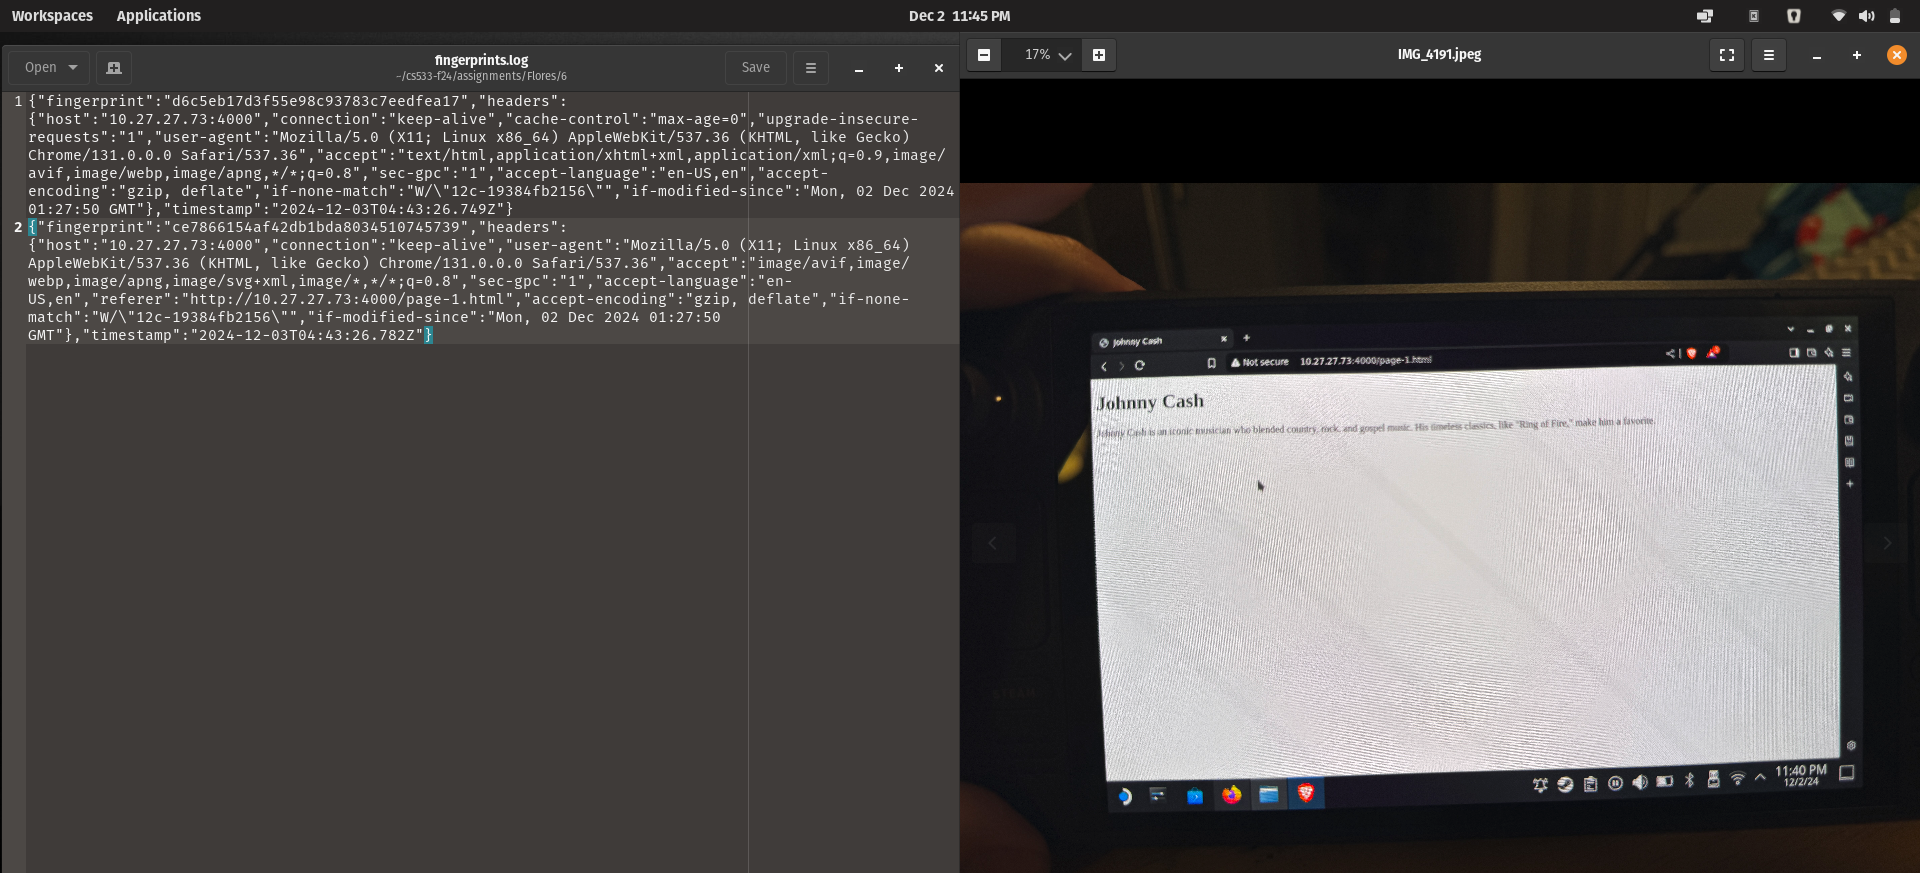 Workspaces Applications Dec 2 11:45 PM
Open fingerprints.log Save
~/cs533-f24/assignments/Flores/6
1 {"fingerprint":"d6c5eb17d3f55e98c93783c7eedfea17","headers":
{"host":"10.27.27.73:4000","connection":"keep-alive","cache-control":"max-age=0","upgrade-insecure-
requests":"1","user-agent":"Mozilla/5.0 (X11; Linux x86_64) AppleWebKit/537.36 (KHTML, like Gecko)
Chrome/131.0.0.0 Safari/537.36","accept":"text/html,application/xhtml+xml,application/xml;q=0.9,image/
avif,image/webp,image/apng,*/*;q=0.8","sec-gpc":"1","accept-language":"en-US,en","accept-
encoding":"gzip, deflate","if-none-match":"W/\"12c-19384fb2156\"","if-modified-since":"Mon, 02 Dec 2024
01:27:50 GMT"},"timestamp":"2024-12-03T04:43:26.749Z"}
2 {"fingerprint":"ce7866154af42db1bda8034510745739","headers":
{"host":"10.27.27.73:4000","connection":"keep-alive","user-agent":"Mozilla/5.0 (X11; Linux x86_64)
AppleWebKit/537.36 (KHTML, like Gecko) Chrome/131.0.0.0 Safari/537.36","accept":"image/avif,image/
webp,image/apng,image/svg+xml,image/*,*/*;q=0.8","sec-gpc":"1","accept-language":"en-
US,en","referer":"http://10.27.27.73:4000/page-1.html","accept-encoding":"gzip, deflate","if-none-
match":"W/\"12c-19384fb2156\"","if-modified-since":"Mon, 02 Dec 2024 01:27:50
GMT"},"timestamp":"2024-12-03T04:43:26.782Z"}
17% IMG_4191.jpeg
Johnny Cash
Not secure 10.27.27.73:4000/page-1.html
Johnny Cash
Johnny Cash is an iconic musician who blended country, rock, and gospel music. His timeless classics, like "Ring of Fire," make him a favorite.
11:40 PM
12/2/24